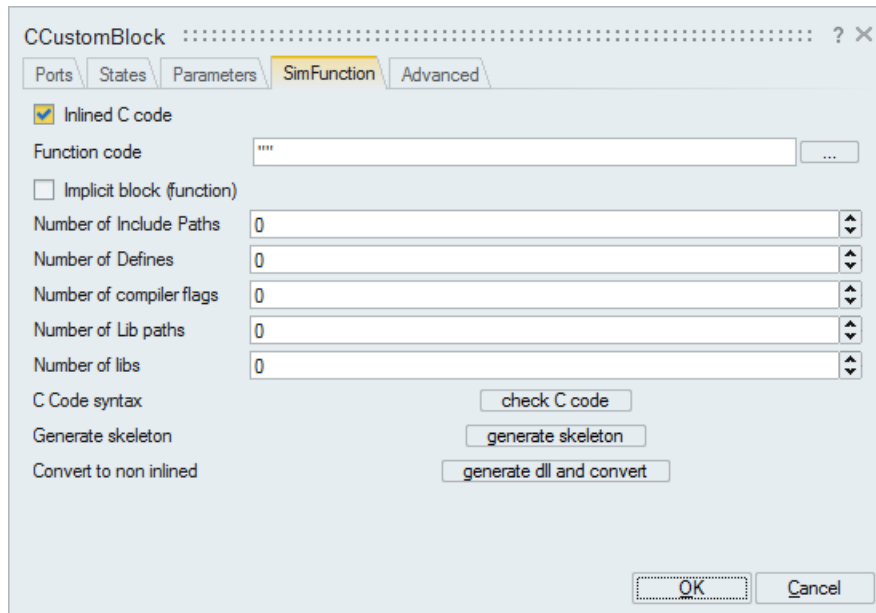 CCustomBlock ? ×
Ports States Parameters SimFunction Advanced
Inlined C code
Function code "" ...
Implicit block (function)
Number of Include Paths 0
Number of Defines 0
Number of compiler flags 0
Number of Lib paths 0
Number of libs 0
C Code syntax check C code
Generate skeleton generate skeleton
Convert to non inlined generate dll and convert
OK Cancel